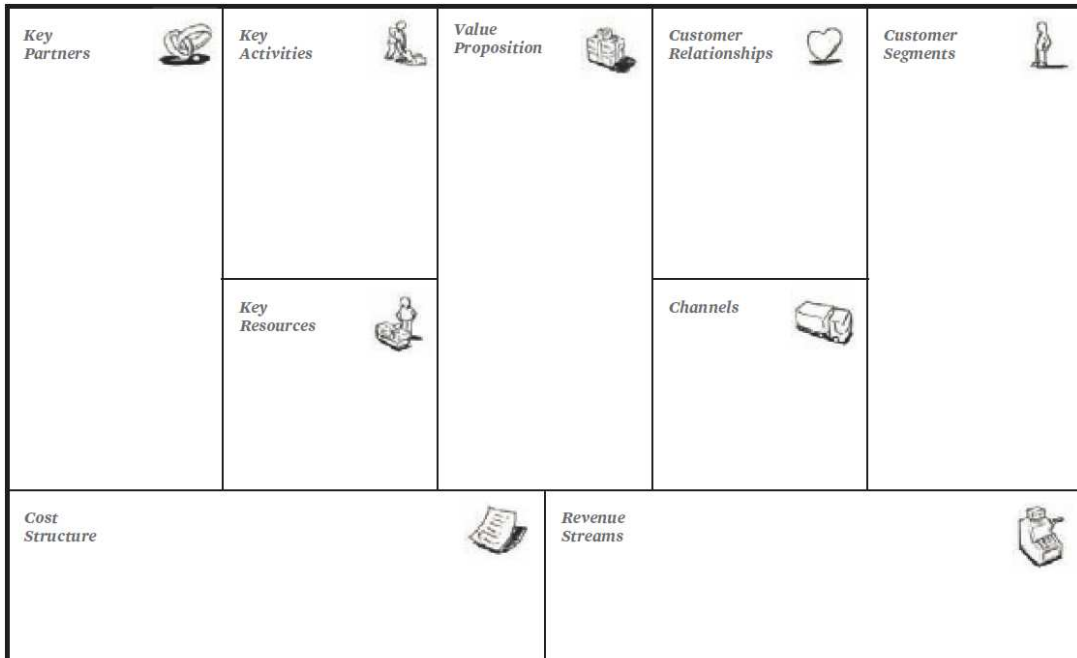 Key
Partners
Key
Activities
Value
Proposition
Customer
Relationships
Customer
Segments
Key
Resources
Channels
Cost
Structure
Revenue
Streams